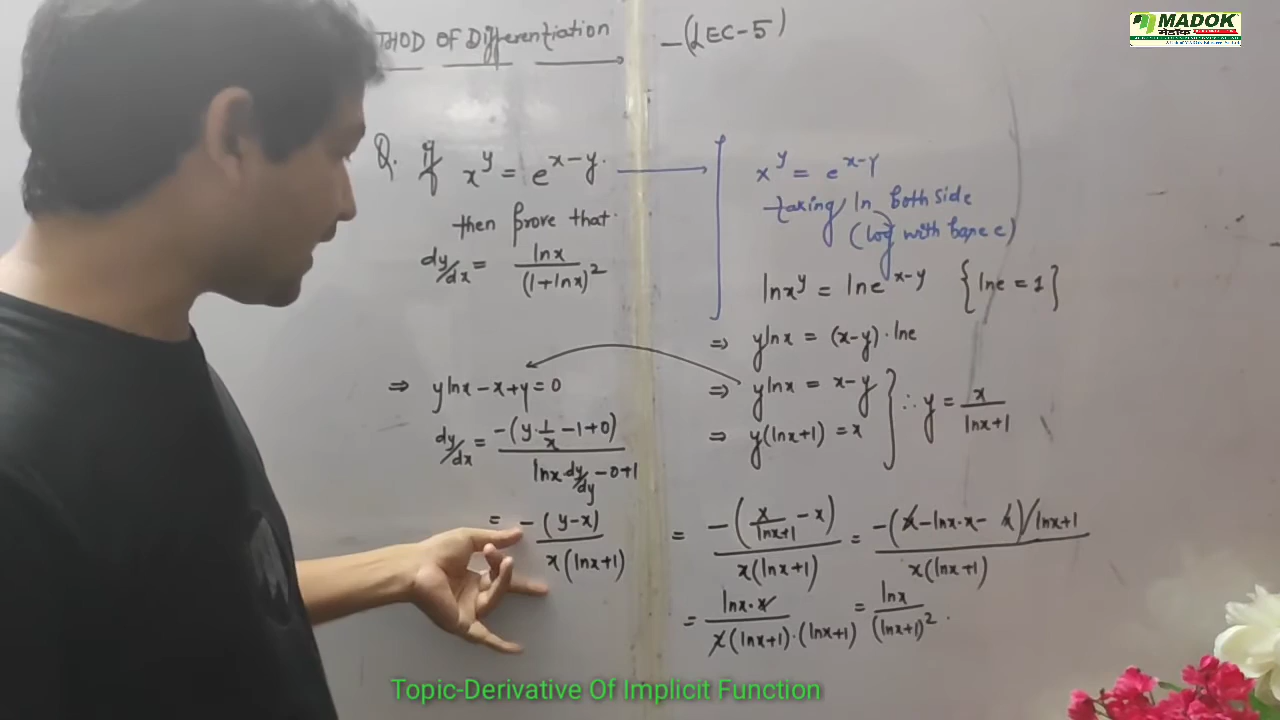 THOD OF Differentiation - (LEC-5)
MADOK
Q. If x^y = e^(x-y).
then prove that.
dy/dx = lnx/(1+lnx)^2
x^y = e^(x-y)
taking ln both side
(log with base e)
lnx^y = lne^(x-y) {lne = 1}
⇒ ylnx = (x-y)·lne
⇒ ylnx = x-y
⇒ y(lnx+1) = x
∴ y = x/(lnx+1)
⇒ ylnx - x + y = 0
dy/dx = -(y·1/x - 1+0)/(lnx·dy/dy - 0+1)
= -(y-x)/(x(lnx+1))
= -(x/(lnx+1) - x)/(x(lnx+1)) = -(x - lnx·x - x)/lnx+1/(x(lnx+1))
= lnx·x/(x(lnx+1)·(lnx+1)) = lnx/(lnx+1)^2.
Topic-Derivative Of Implicit Function